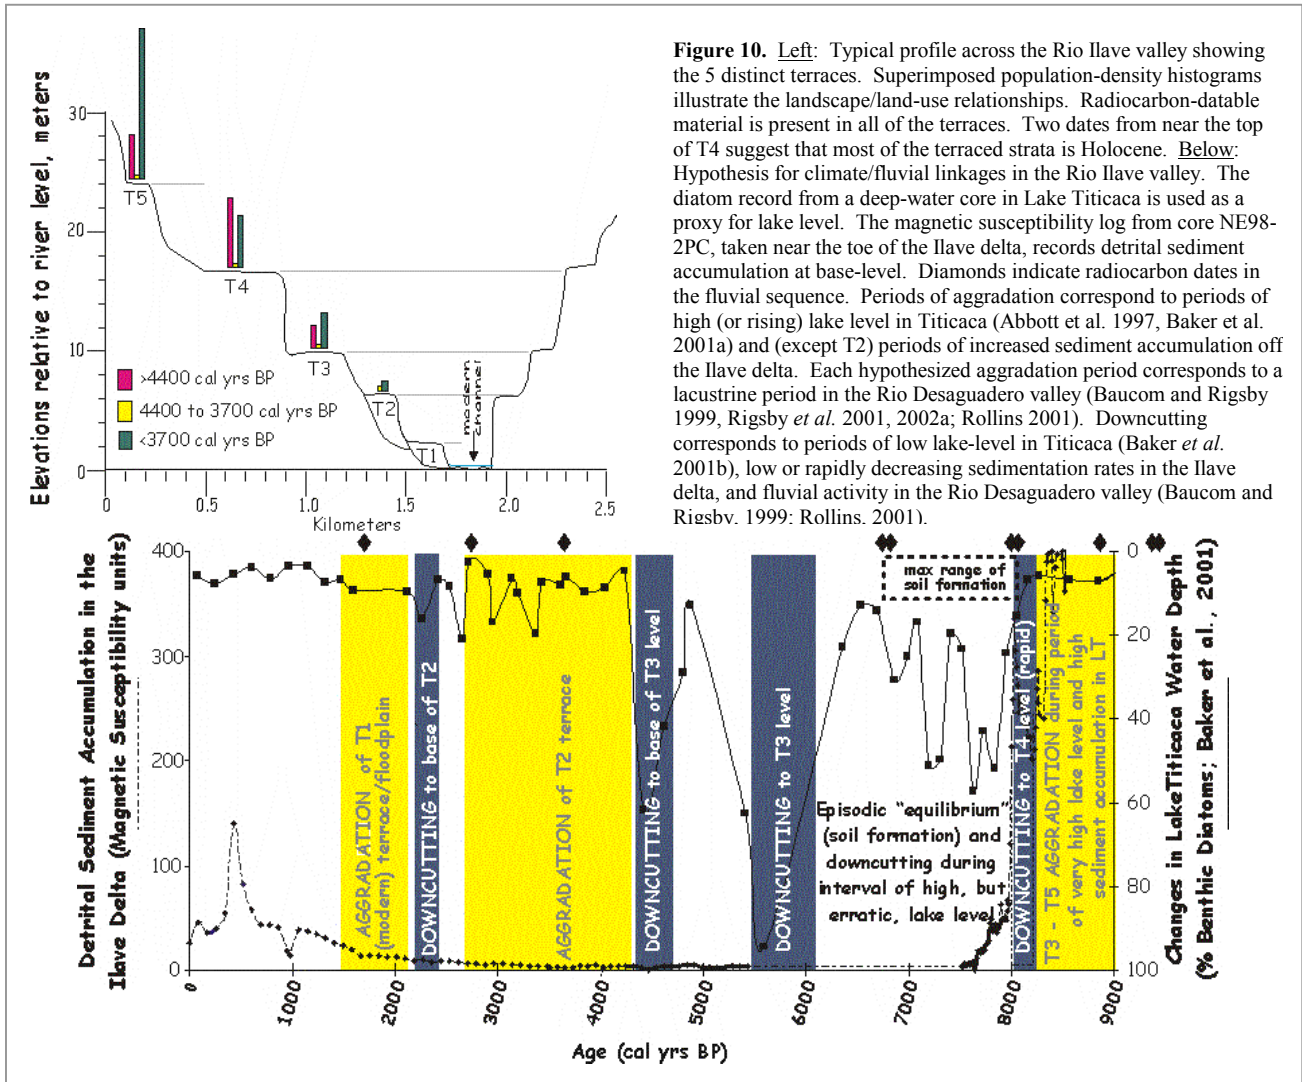 Figure 10. Left: Typical profile across the Rio Ilave valley showing
the 5 distinct terraces. Superimposed population-density histograms
illustrate the landscape/land-use relationships. Radiocarbon-datable
material is present in all of the terraces. Two dates from near the top
of T4 suggest that most of the terraced strata is Holocene. Below:
Hypothesis for climate/fluvial linkages in the Rio Ilave valley. The
diatom record from a deep-water core in Lake Titicaca is used as a
proxy for lake level. The magnetic susceptibility log from core NE98-
2PC, taken near the toe of the Ilave delta, records detrital sediment
accumulation at base-level. Diamonds indicate radiocarbon dates in
the fluvial sequence. Periods of aggradation correspond to periods of
high (or rising) lake level in Titicaca (Abbott et al. 1997, Baker et al.
2001a) and (except T2) periods of increased sediment accumulation off
the Ilave delta. Each hypothesized aggradation period corresponds to a
lacustrine period in the Rio Desaguadero valley (Baucom and Rigsby
1999, Rigsby et al. 2001, 2002a; Rollins 2001). Downcutting
corresponds to periods of low lake-level in Titicaca (Baker et al.
2001b), low or rapidly decreasing sedimentation rates in the Ilave
delta, and fluvial activity in the Rio Desaguadero valley (Baucom and
Rigsby, 1999; Rollins, 2001).
Elevations relative to river level, meters
30
20
10
0
T5
T4
T3
T2
T1
modern
channel
>4400 cal yrs BP
4400 to 3700 cal yrs BP
<3700 cal yrs BP
0
0.5
1.0
1.5
2.0
2.5
Kilometers
Detrital Sediment Accumulation in the
Ilave Delta (Magnetic Susceptibility units)
400
300
200
100
0
AGGRADATION of T1
(modern) terrace/floodplain
DOWNCUTTING to base of T2
AGGRADATION of T2 terrace
DOWNCUTTING to base of T3 level
DOWNCUTTING to T3 level
max range of
soil formation
Episodic "equilibrium"
(soil formation) and
downcutting during
interval of high, but
erratic, lake level
DOWNCUTTING to T4 level (rapid)
T3 - T5 AGGRADATION during period
of very high lake level and high
sediment accumulation in LT
0
20
40
60
80
100
Changes in LakeTiticaca Water Depth
(% Benthic Diatoms; Baker et al., 2001)
0
1000
2000
3000
4000
5000
6000
7000
8000
9000
Age (cal yrs BP)